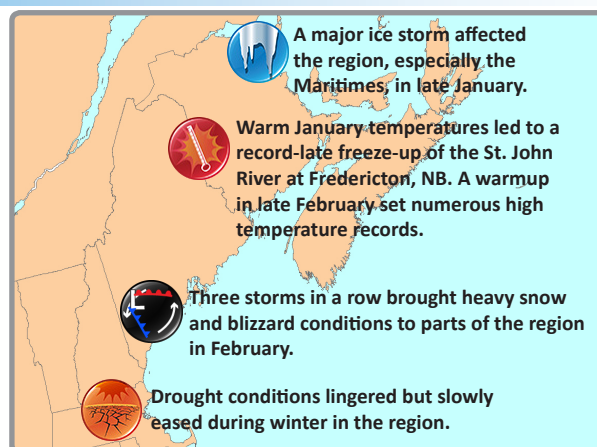 A major ice storm affected
the region, especially the
Maritimes, in late January.
Warm January temperatures led to a
record-late freeze-up of the St. John
River at Fredericton, NB. A warmup
in late February set numerous high
temperature records.
Three storms in a row brought heavy snow
and blizzard conditions to parts of the region
in February.
Drought conditions lingered but slowly
eased during winter in the region.